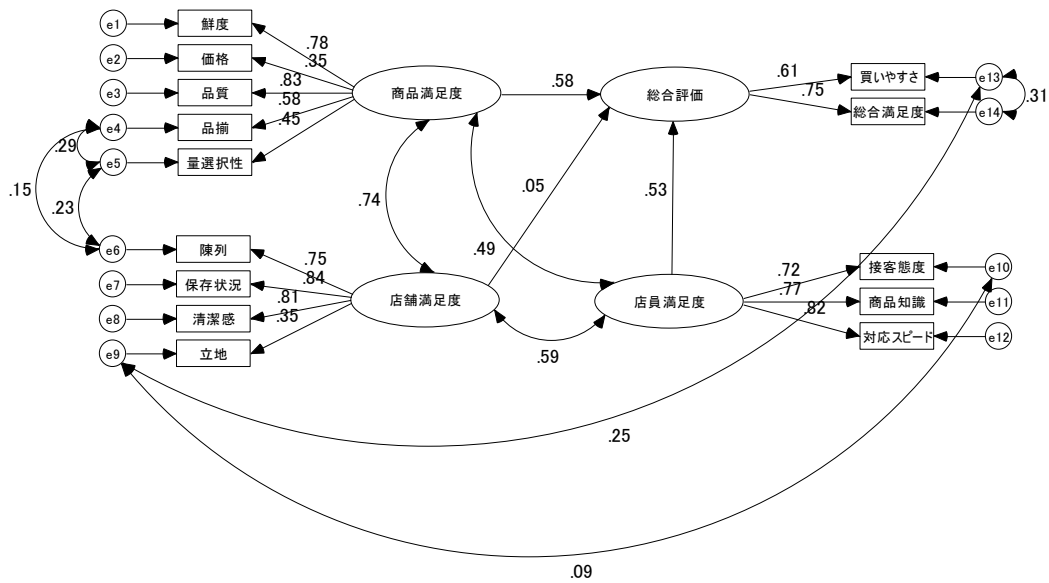 e1
鮮度
e2
価格
e3
品質
e4
品揃
e5
量選択性
.78
.35
.83
.58
.45
商品満足度
.58
総合評価
.61
.75
買いやすさ
総合満足度
e13
e14
.31
.29
.15
.23
.74
.49
.05
.53
e6
陳列
e7
保存状況
e8
清潔感
e9
立地
.75
.84
.81
.35
店舗満足度
店員満足度
.59
.72
.77
.82
接客態度
商品知識
対応スピード
e10
e11
e12
.25
.09